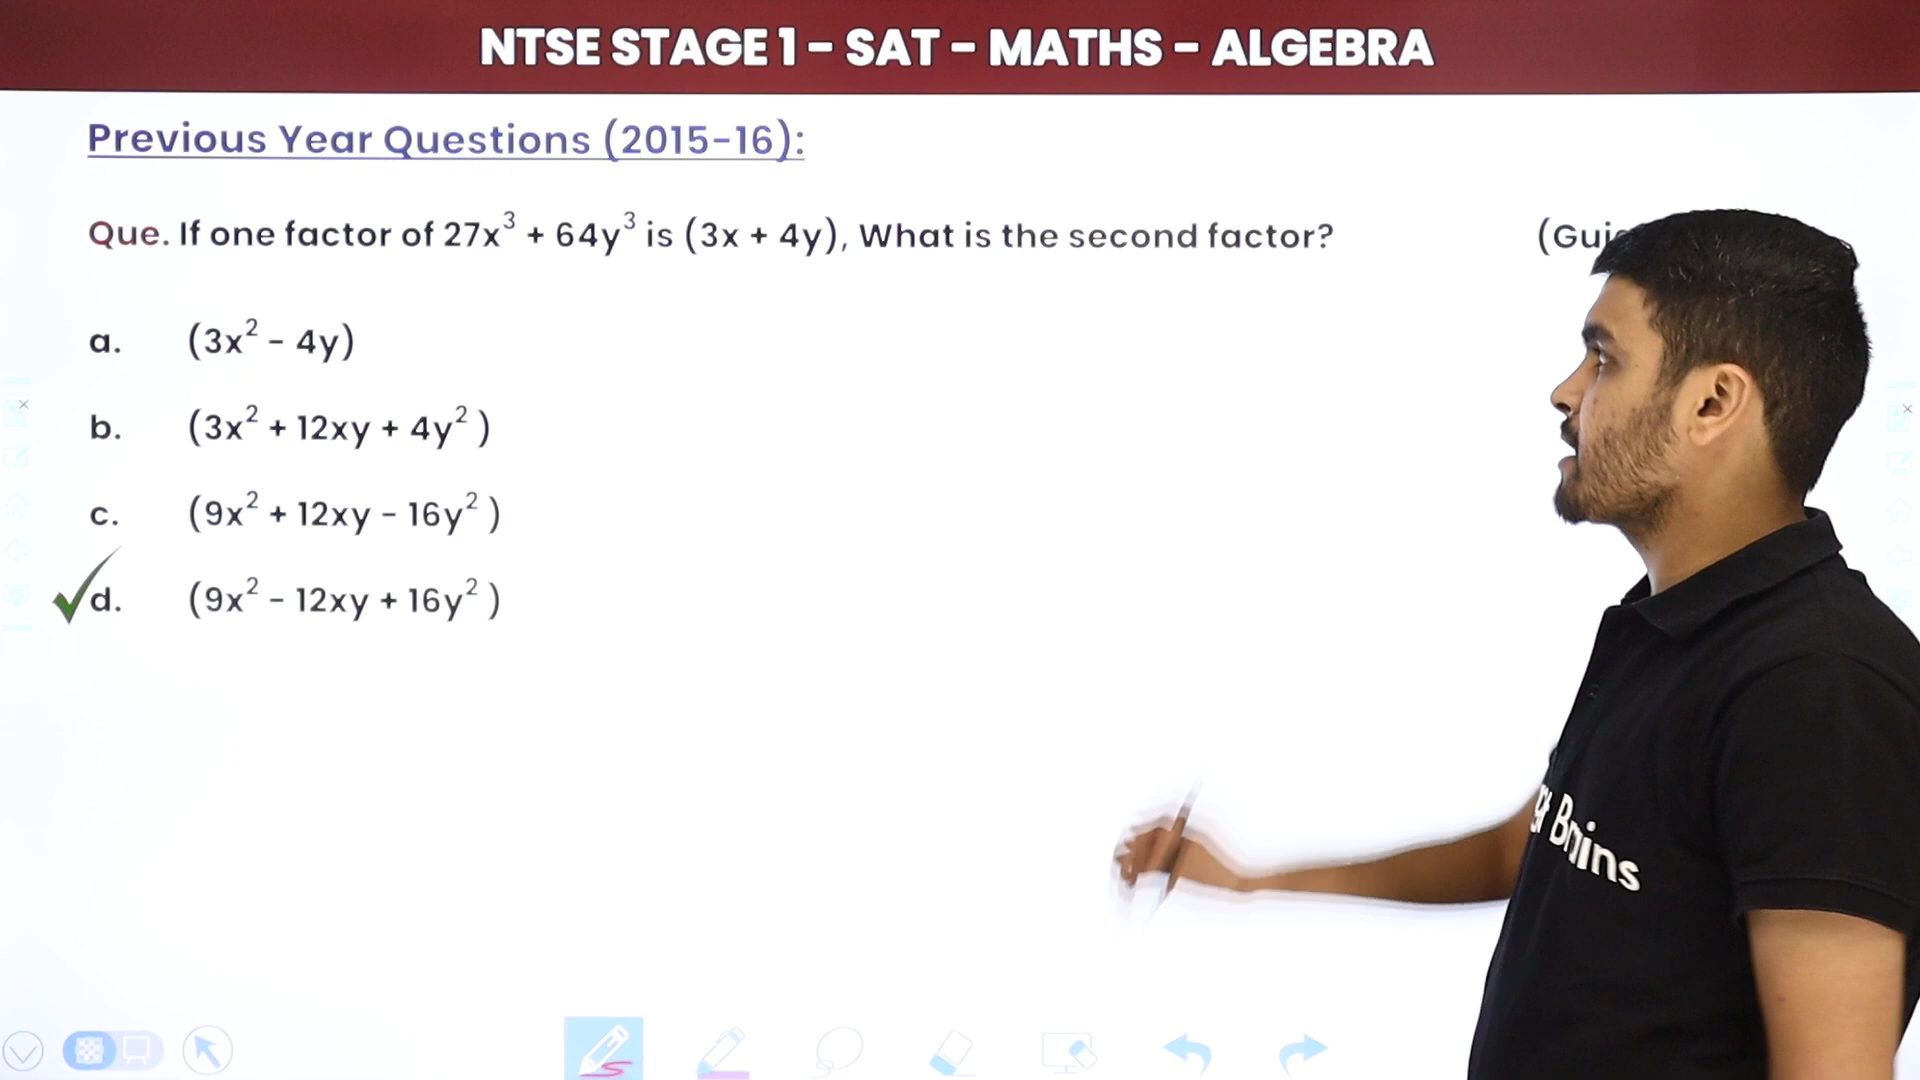 NTSE STAGE 1 – SAT – MATHS – ALGEBRA
Previous Year Questions (2015-16):
Que. If one factor of 27x³ + 64y³ is (3x + 4y), What is the second factor?
a. (3x² - 4y)
b. (3x² + 12xy + 4y² )
c. (9x² + 12xy - 16y² )
d. (9x² - 12xy + 16y² )
Brains